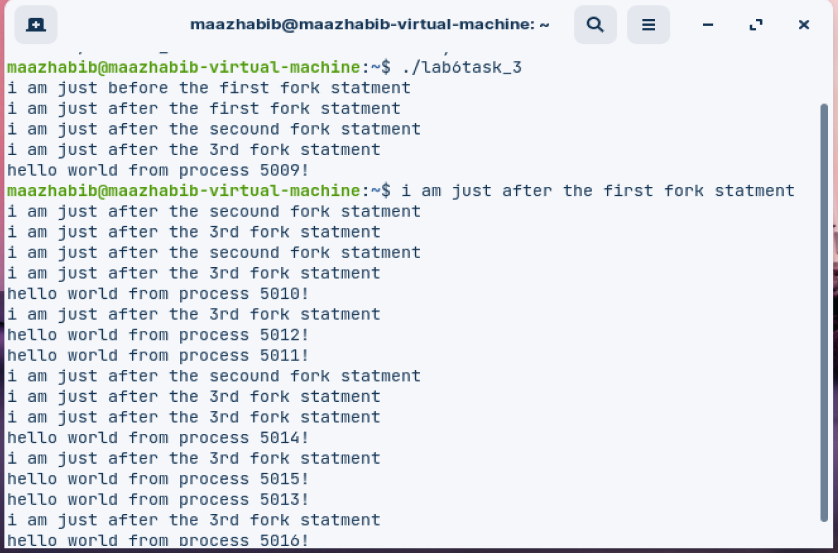 maazhabib@maazhabib-virtual-machine: ~
maazhabib@maazhabib-virtual-machine:~$ ./lab6task_3
i am just before the first fork statment
i am just after the first fork statment
i am just after the secound fork statment
i am just after the 3rd fork statment
hello world from process 5009!
maazhabib@maazhabib-virtual-machine:~$ i am just after the first fork statment
i am just after the secound fork statment
i am just after the 3rd fork statment
i am just after the secound fork statment
i am just after the 3rd fork statment
hello world from process 5010!
i am just after the 3rd fork statment
hello world from process 5012!
hello world from process 5011!
i am just after the secound fork statment
i am just after the 3rd fork statment
i am just after the 3rd fork statment
hello world from process 5014!
i am just after the 3rd fork statment
hello world from process 5015!
hello world from process 5013!
i am just after the 3rd fork statment
hello world from process 5016!